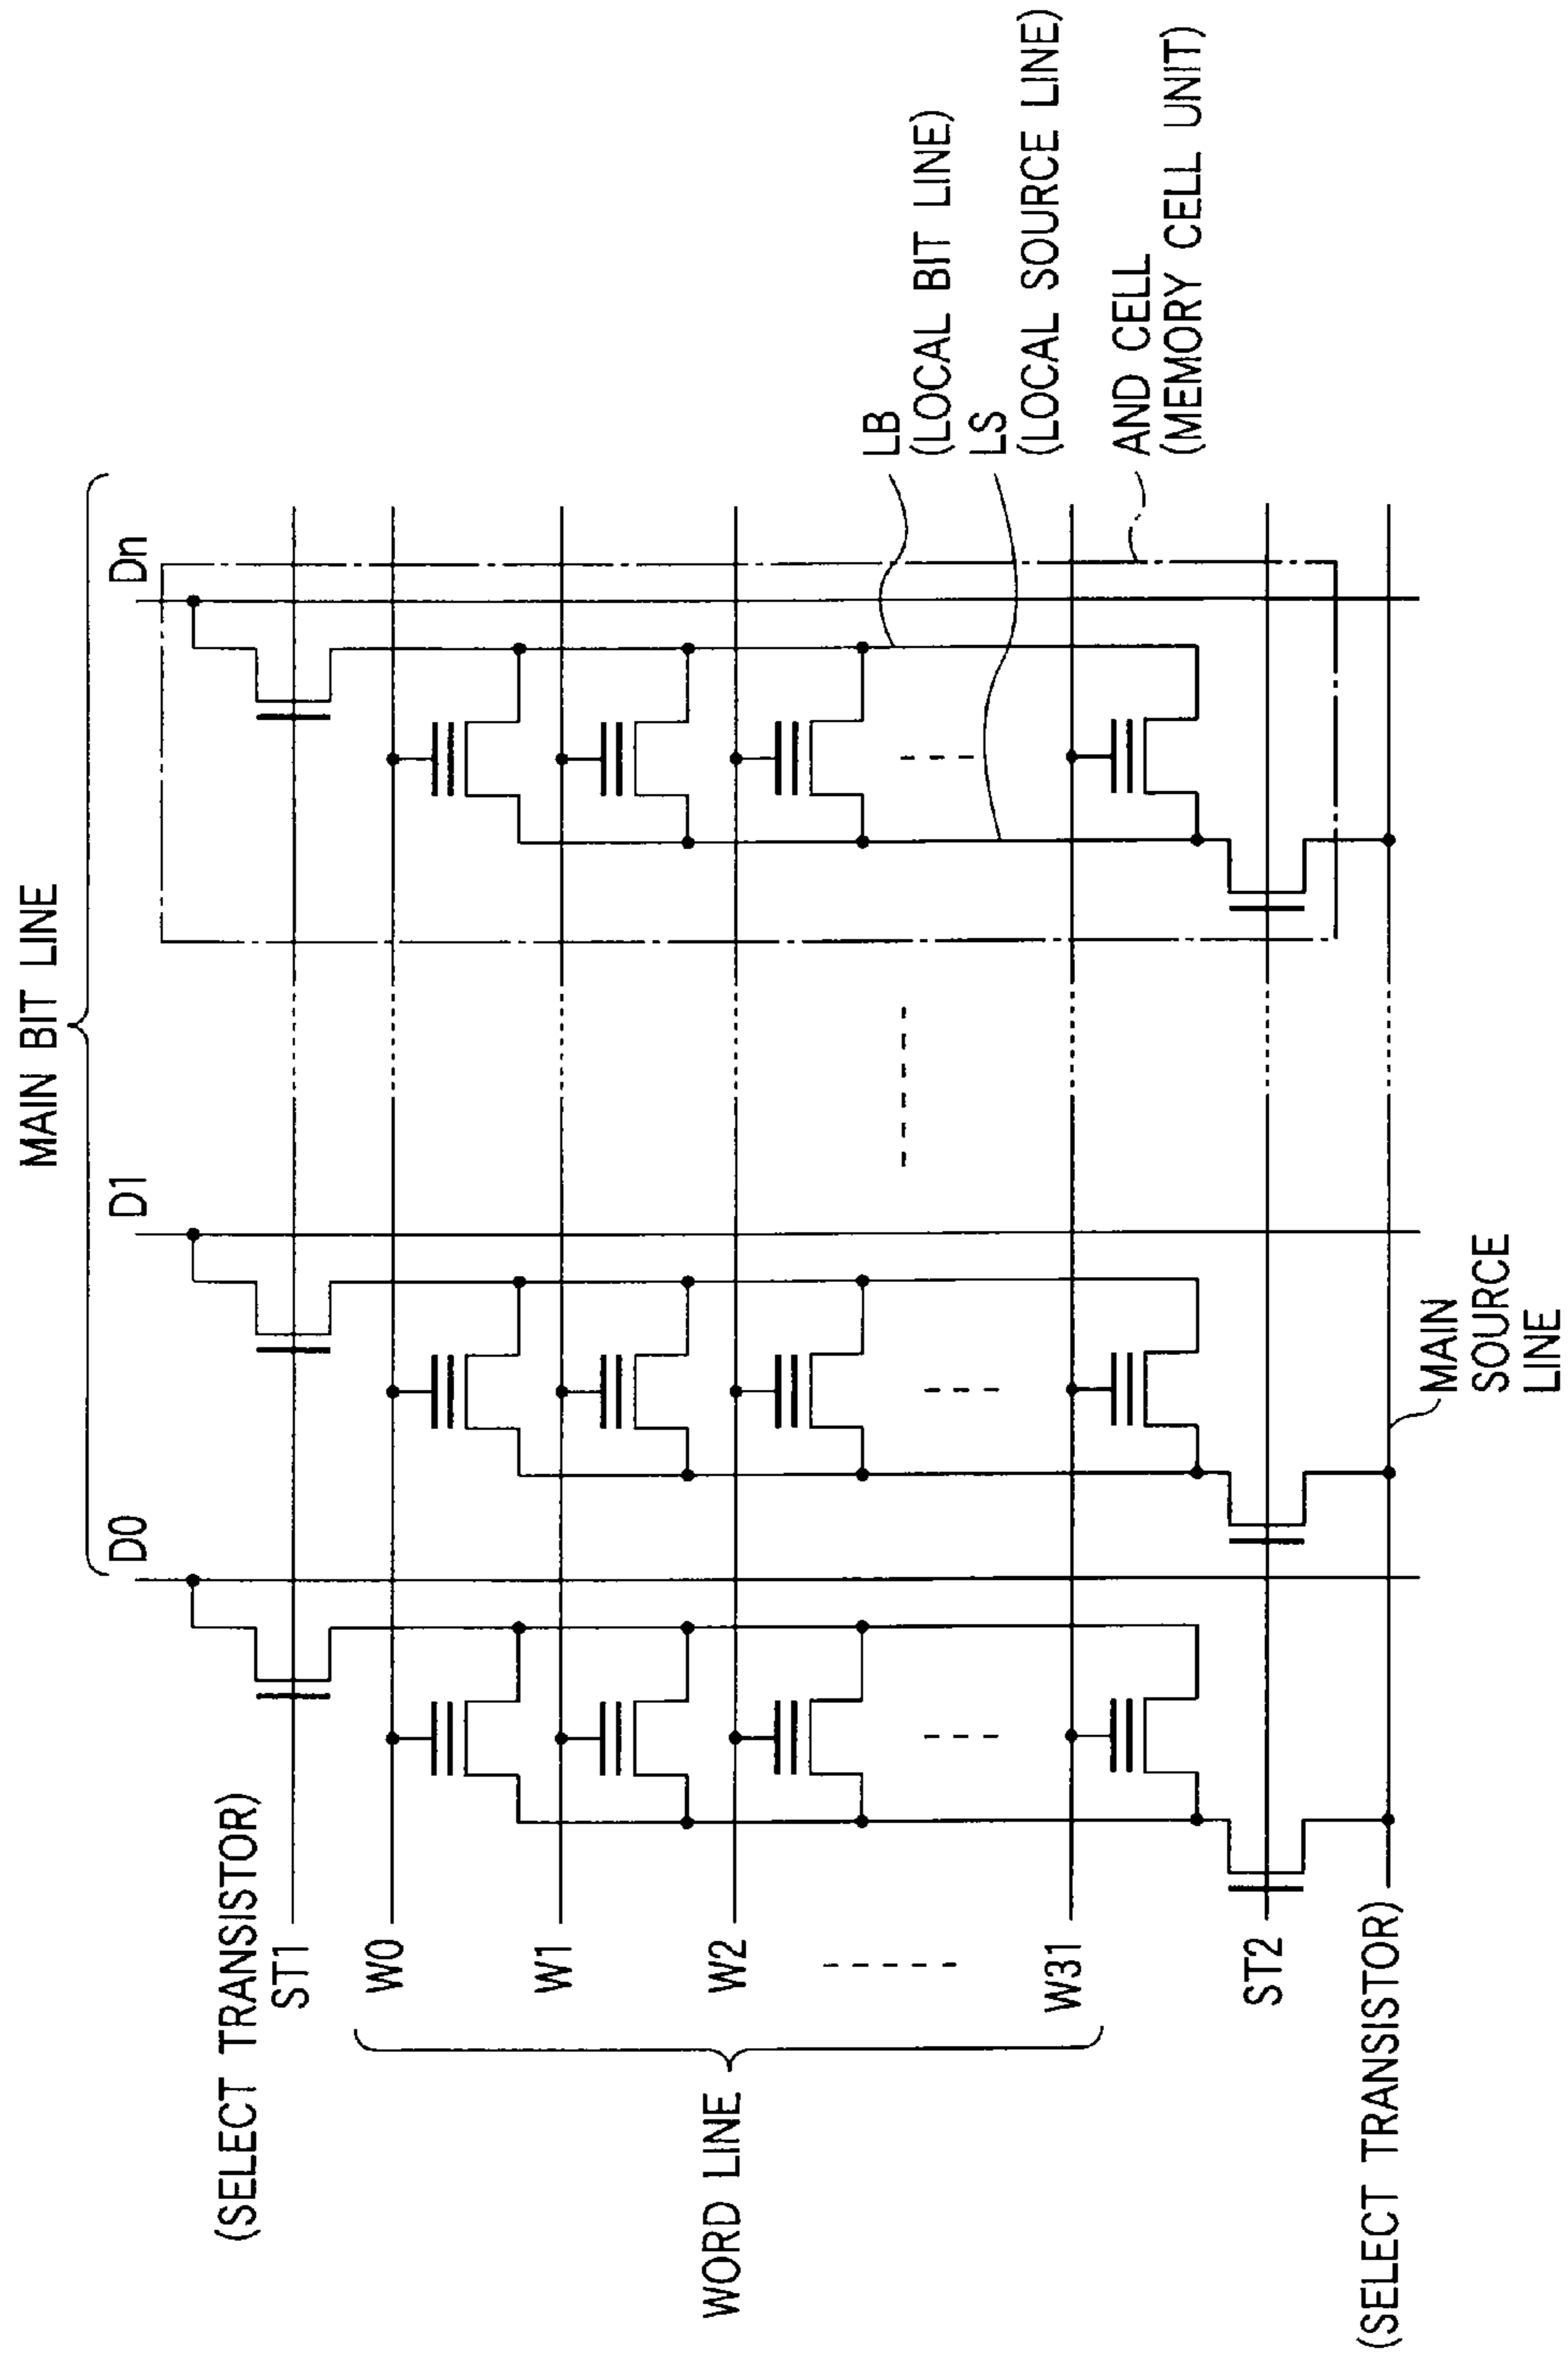 MAIN BIT LINE
D0
D1
Dn
(SELECT TRANSISTOR)
ST1
W0
W1
W2
W31
WORD LINE
ST2
(SELECT TRANSISTOR)
LB
(LOCAL BIT LINE)
LS
(LOCAL SOURCE LINE)
AND CELL
(MEMORY CELL UNIT)
MAIN
SOURCE
LINE